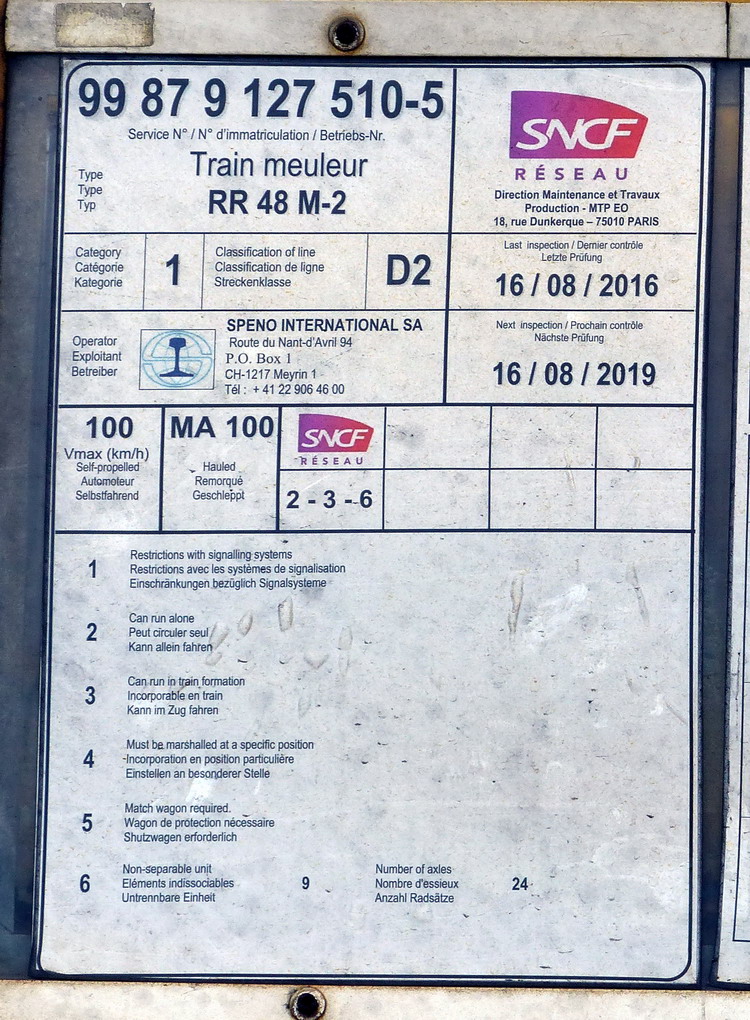 99 87 9 127 510-5
Service N° / N° d'immatriculation / Betriebs-Nr.
Type
Type
Typ
Train meuleur
RR 48 M-2
SNCF
RÉSEAU
Direction Maintenance et Travaux
Production - MTP EO
18, rue Dunkerque – 75010 PARIS
Category
Catégorie
Kategorie
1
Classification of line
Classification de ligne
Streckenklasse
D2
Last inspection / Dernier contrôle
Letzte Prüfung
16 / 08 / 2016
Operator
Exploitant
Betreiber
SPENO INTERNATIONAL SA
Route du Nant-d'Avril 94
P.O. Box 1
CH-1217 Meyrin 1
Tél : +41 22 906 46 00
Next inspection / Prochain contrôle
Nächste Prüfung
16 / 08 / 2019
100
Vmax (km/h)
Self-propelled
Automoteur
Selbstfahrend
MA 100
Hauled
Remorqué
Geschleppt
SNCF
RÉSEAU
2 - 3 - 6
1
Restrictions with signalling systems
Restrictions avec les systèmes de signalisation
Einschränkungen bezüglich Signalsysteme
2
Can run alone
Peut circuler seul
Kann allein fahren
3
Can run in train formation
Incorporable en train
Kann im Zug fahren
4
Must be marshalled at a specific position
Incorporation en position particulière
Einstellen an besonderer Stelle
5
Match wagon required.
Wagon de protection nécessaire
Shutzwagen erforderlich
6
Non-separable unit
Eléments indissociables
Untrennbare Einheit
9
Number of axles
Nombre d'essieux
Anzahl Radsätze
24